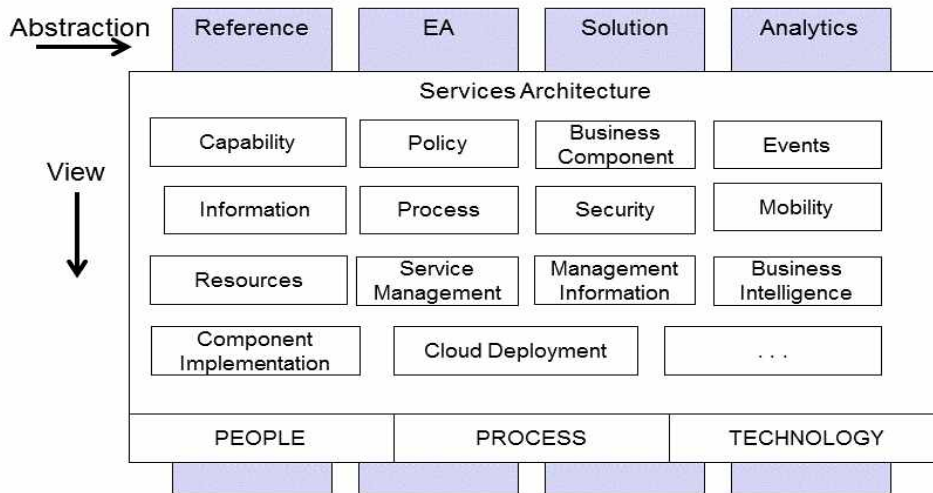 Abstraction
Reference
EA
Solution
Analytics
Services Architecture
View
Capability
Policy
Business
Component
Events
Information
Process
Security
Mobility
Resources
Service
Management
Management
Information
Business
Intelligence
Component
Implementation
Cloud Deployment
. . .
PEOPLE
PROCESS
TECHNOLOGY